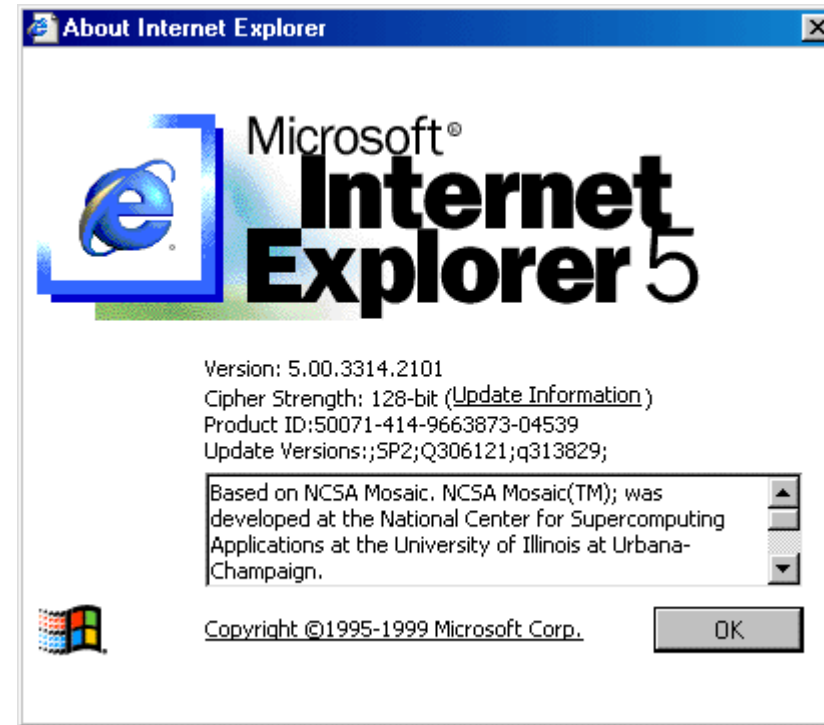 About Internet Explorer
Microsoft®
Internet
Explorer 5
Version: 5.00.3314.2101
Cipher Strength: 128-bit (Update Information)
Product ID:50071-414-9663873-04539
Update Versions:;SP2;Q306121;q313829;
Based on NCSA Mosaic. NCSA Mosaic(TM); was
developed at the National Center for Supercomputing
Applications at the University of Illinois at Urbana-
Champaign.
Copyright ©1995-1999 Microsoft Corp.
OK